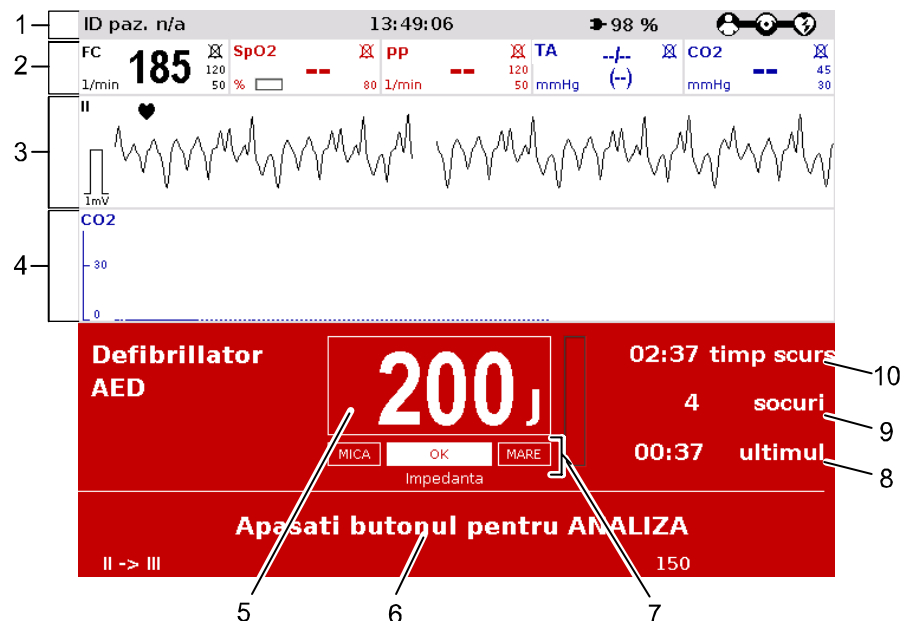 1
ID paz. n/a 13:49:06 98 %
2
FC 185 120 50 1/min
SpO2 -- % 80
PP -- 120 50 1/min
TA --/-- (--) mmHg
CO2 -- 45 30 mmHg
3
II
1mV
4
CO2
30
0
Defibrillator
AED
200 J
MICA OK MARE
Impedanta
02:37 timp scurs
4 socuri
00:37 ultimul
10
9
8
Apasati butonul pentru ANALIZA
II -> III 150
5 6 7